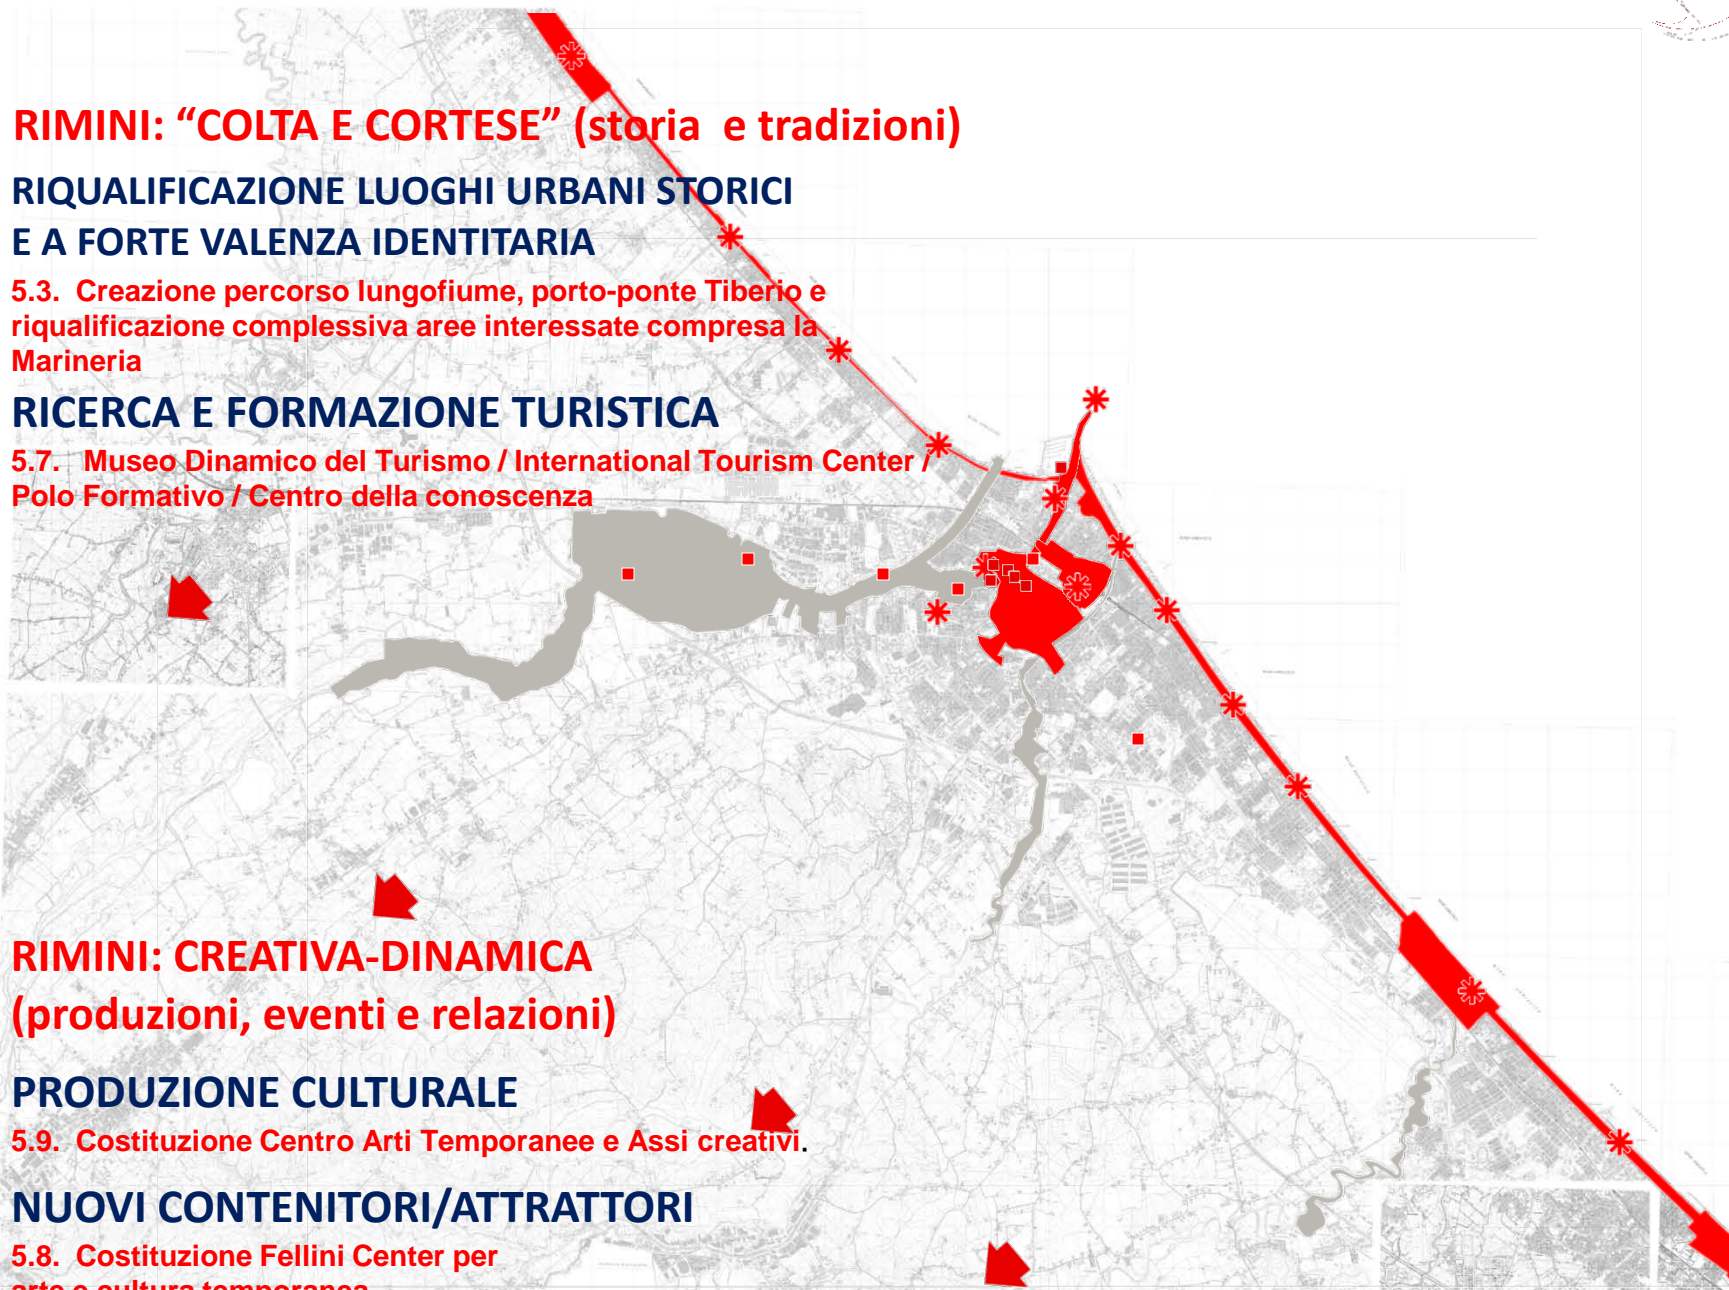 RIMINI: “COLTA E CORTESE” (storia e tradizioni)
RIQUALIFICAZIONE LUOGHI URBANI STORICI
E A FORTE VALENZA IDENTITARIA
5.3. Creazione percorso lungofiume, porto-ponte Tiberio e
riqualificazione complessiva aree interessate compresa la
Marineria
RICERCA E FORMAZIONE TURISTICA
5.7. Museo Dinamico del Turismo / International Tourism Center /
Polo Formativo / Centro della conoscenza
RIMINI: CREATIVA-DINAMICA
(produzioni, eventi e relazioni)
PRODUZIONE CULTURALE
5.9. Costituzione Centro Arti Temporanee e Assi creativi.
NUOVI CONTENITORI/ATTRATTORI
5.8. Costituzione Fellini Center per
arte e cultura temporanea